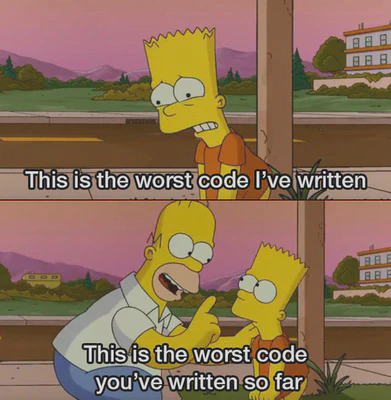 This is the worst code I've written
This is the worst code
you've written so far